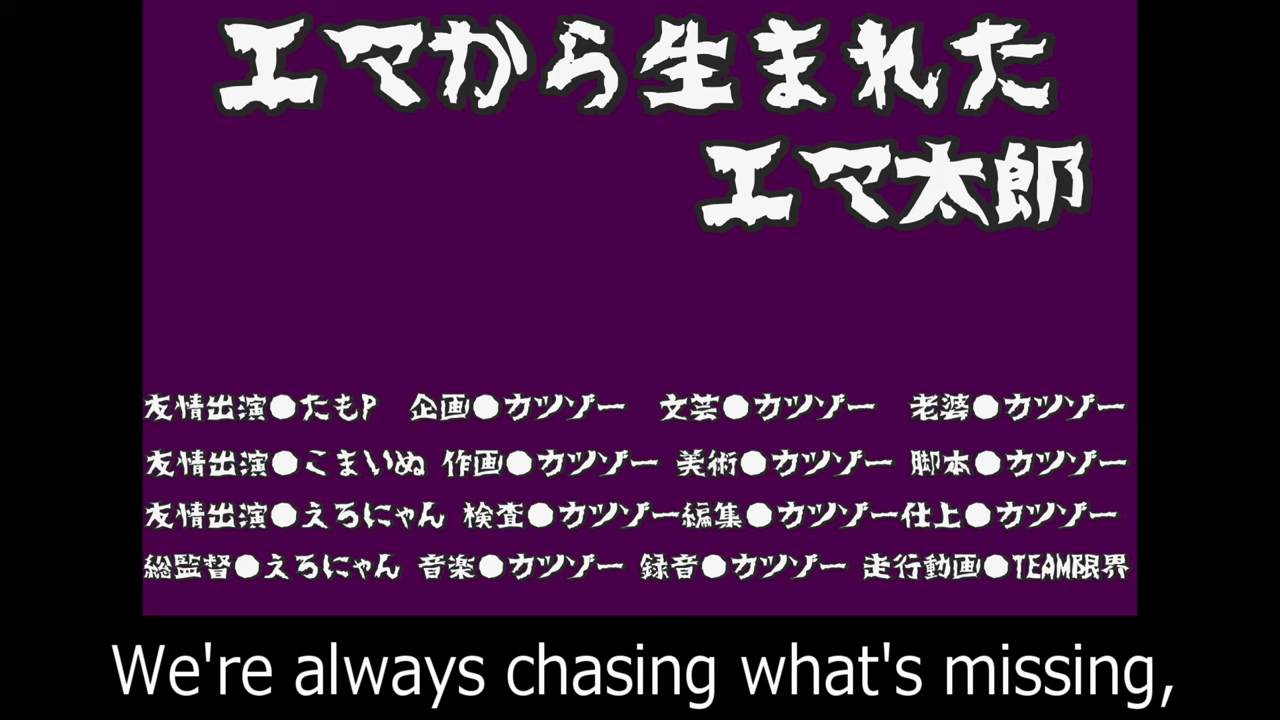 エマから生まれた
エマ太郎
友情出演●たもP 企画●カツゾー 文芸●カツゾー 老婆●カツゾー
友情出演●こまいぬ 作画●カツゾー 美術●カツゾー 脚本●カツゾー
友情出演●えろにゃん 検査●カツゾー編集●カツゾー仕上●カツゾー
総監督●えろにゃん 音楽●カツゾー 録音●カツゾー 走行動画●TEAM限界
We're always chasing what's missing,